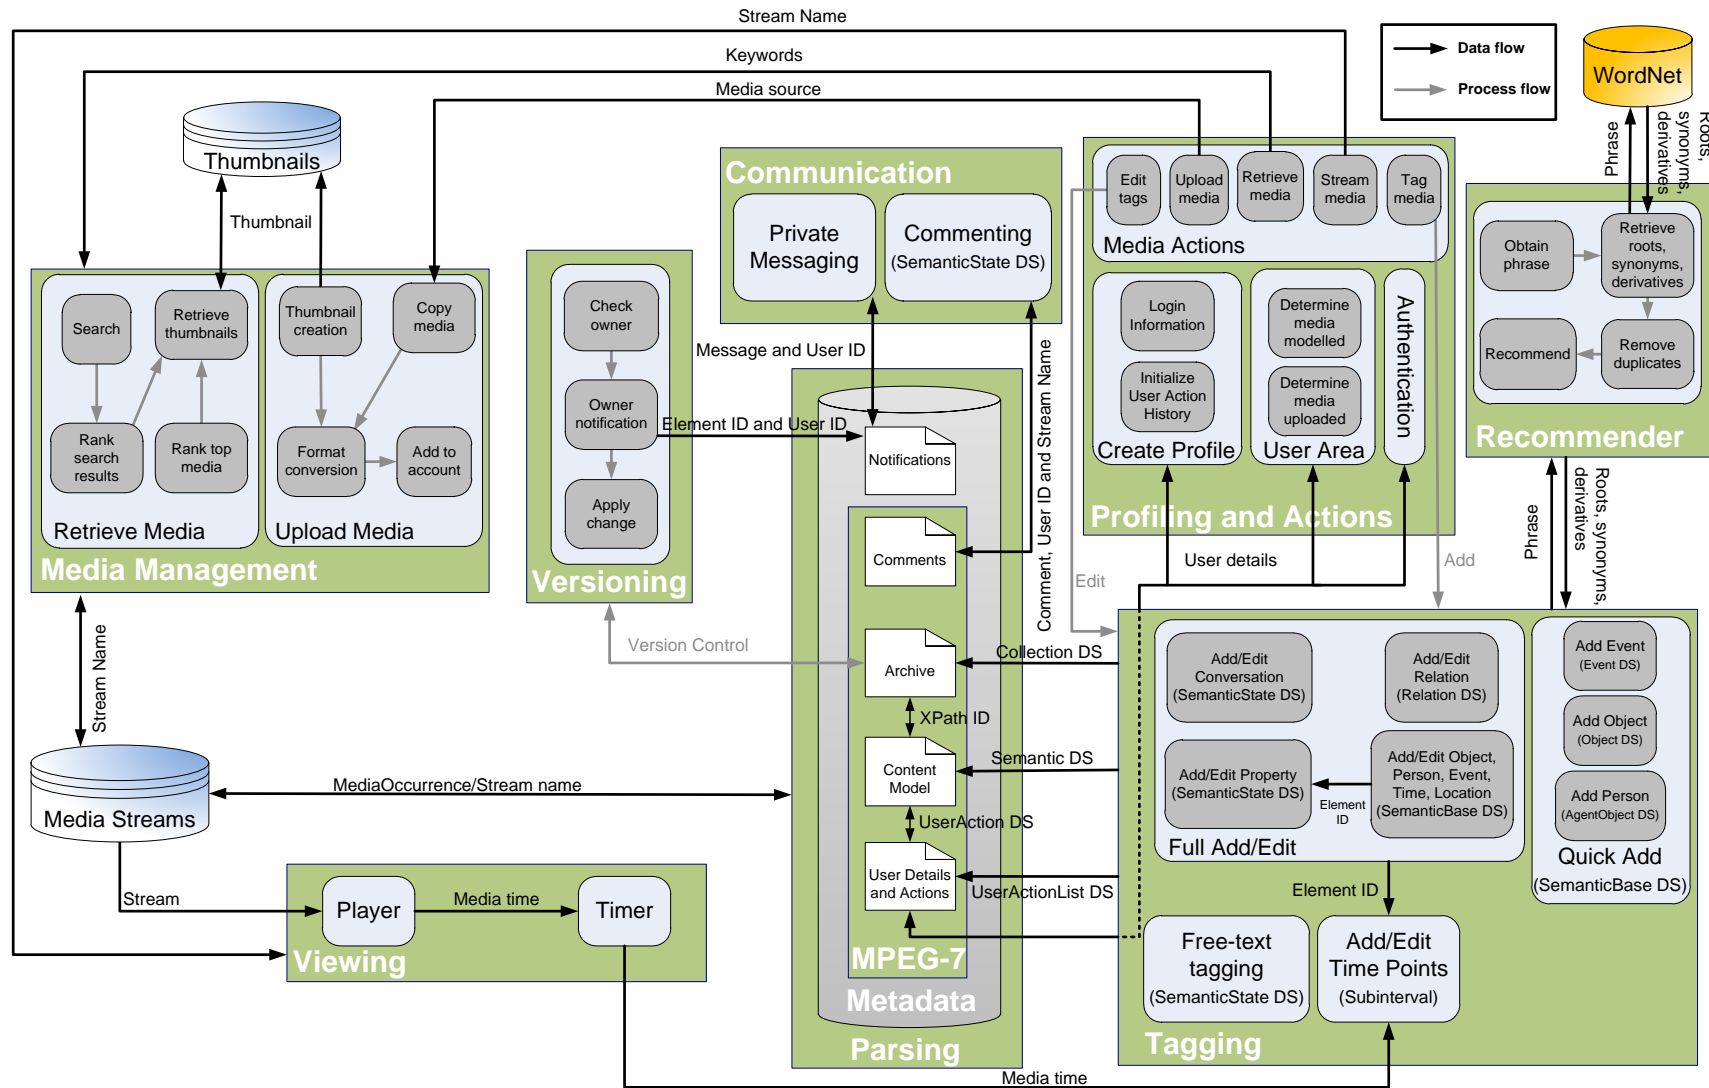 Stream Name
Keywords
Media source
Data flow
Process flow
WordNet
Phrase
Roots,
synonyms,
derivatives
Thumbnails
Thumbnail
Communication
Private
Messaging
Commenting
(SemanticState DS)
Edit
tags
Upload
media
Retrieve
media
Stream
media
Tag
media
Media Actions
Login
Information
Initialize
User Action
History
Create Profile
Determine
media
modelled
Determine
media
uploaded
User Area
Authentication
Profiling and Actions
Obtain
phrase
Retrieve
roots,
synonyms,
derivatives
Recommend
Remove
duplicates
Recommender
Search
Retrieve
thumbnails
Rank
search
results
Rank top
media
Retrieve Media
Thumbnail
creation
Copy
media
Format
conversion
Add to
account
Upload Media
Media Management
Check
owner
Owner
notification
Apply
change
Versioning
Message and User ID
Element ID and User ID
Comment, User ID and Stream Name
Notifications
Comments
Archive
XPath ID
Content
Model
UserAction DS
User Details
and Actions
MPEG-7
Metadata
Parsing
Version Control
User details
Edit
Add
Phrase
Roots, synonyms,
derivatives
Collection DS
Semantic DS
UserActionList DS
Stream Name
Media Streams
MediaOccurrence/Stream name
Stream
Player
Media time
Timer
Viewing
Add/Edit
Conversation
(SemanticState DS)
Add/Edit
Relation
(Relation DS)
Add/Edit Property
(SemanticState DS)
Element
ID
Add/Edit Object,
Person, Event,
Time, Location
(SemanticBase DS)
Full Add/Edit
Add Event
(Event DS)
Add Object
(Object DS)
Add Person
(AgentObject DS)
Quick Add
(SemanticBase DS)
Element ID
Free-text
tagging
(SemanticState DS)
Add/Edit
Time Points
(Subinterval)
Tagging
Media time